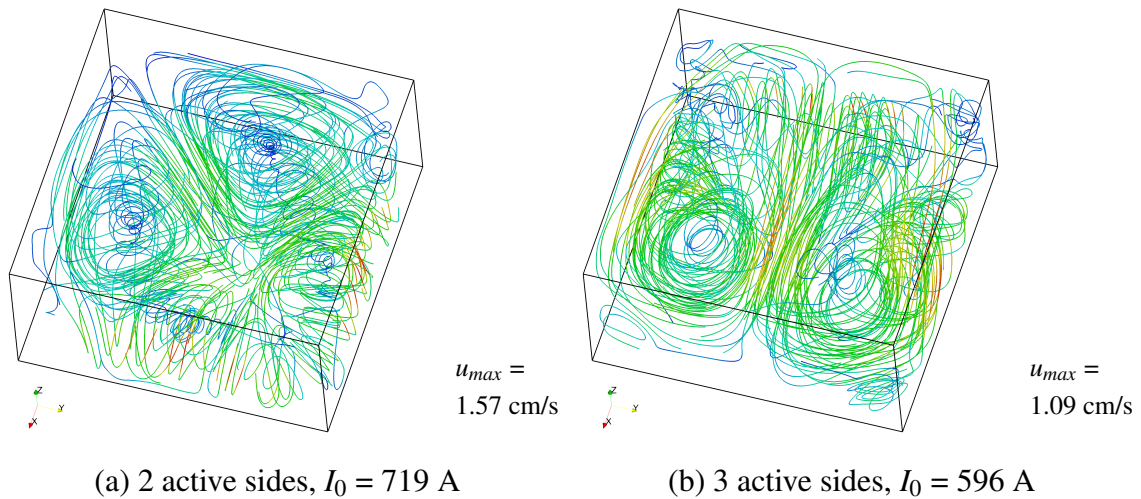 Z
Y
X
u_max =
1.57 cm/s
Z
Y
X
u_max =
1.09 cm/s
(a) 2 active sides, I_0 = 719 A
(b) 3 active sides, I_0 = 596 A